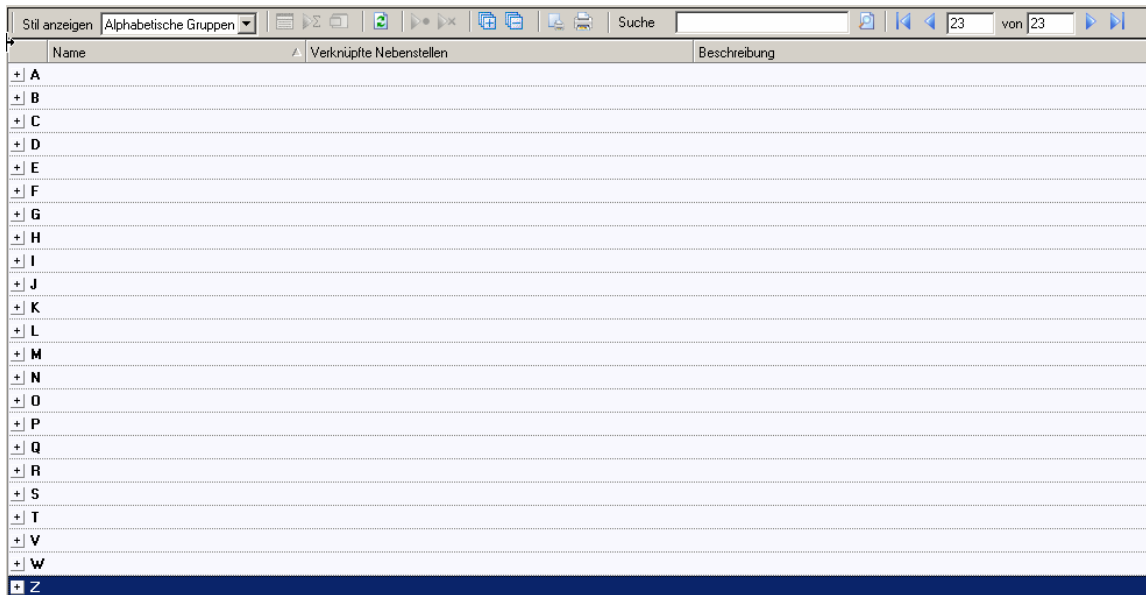 Stil anzeigen Alphabetische Gruppen Suche 23 von 23
Name Verknüpfte Nebenstellen Beschreibung
A
B
C
D
E
F
G
H
I
J
K
L
M
N
O
P
Q
R
S
T
V
W
Z